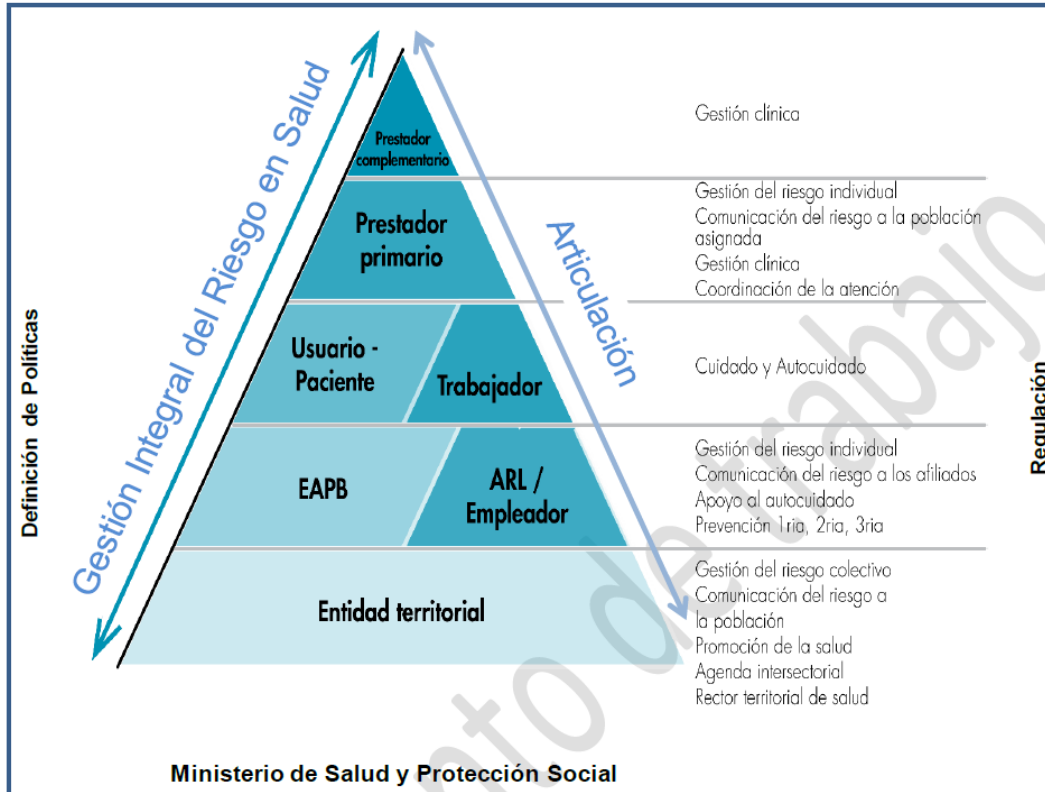 Definición de Políticas
Gestión Integral del Riesgo en Salud
Articulación
Regulación
Prestador
complementario
Gestión clínica
Prestador
primario
Gestión del riesgo individual
Comunicación del riesgo a la población
asignada
Gestión clínica
Coordinación de la atención
Usuario -
Paciente
Trabajador
Cuidado y Autocuidado
EAPB
ARL /
Empleador
Gestión del riesgo individual
Comunicación del riesgo a los afiliados
Apoyo al autocuidado
Prevención 1ria, 2ria, 3ria
Entidad territorial
Gestión del riesgo colectivo
Comunicación del riesgo a
la población
Promoción de la salud
Agenda intersectorial
Rector territorial de salud
nto de trabajo
Ministerio de Salud y Protección Social